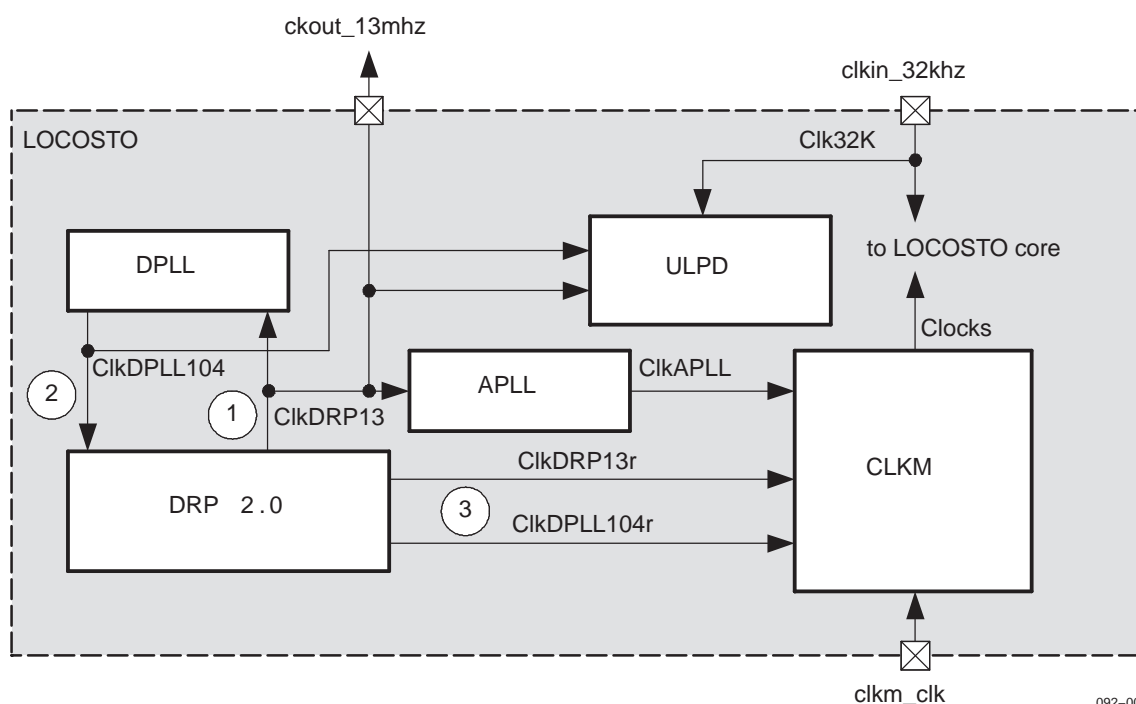 ckout_13mhz
clkin_32khz
LOCOSTO
Clk32K
DPLL
ULPD
to LOCOSTO core
Clocks
ClkDPLL104
2
1
ClkDRP13
APLL
ClkAPLL
CLKM
ClkDRP13r
DRP 2.0
3
ClkDPLL104r
clkm_clk